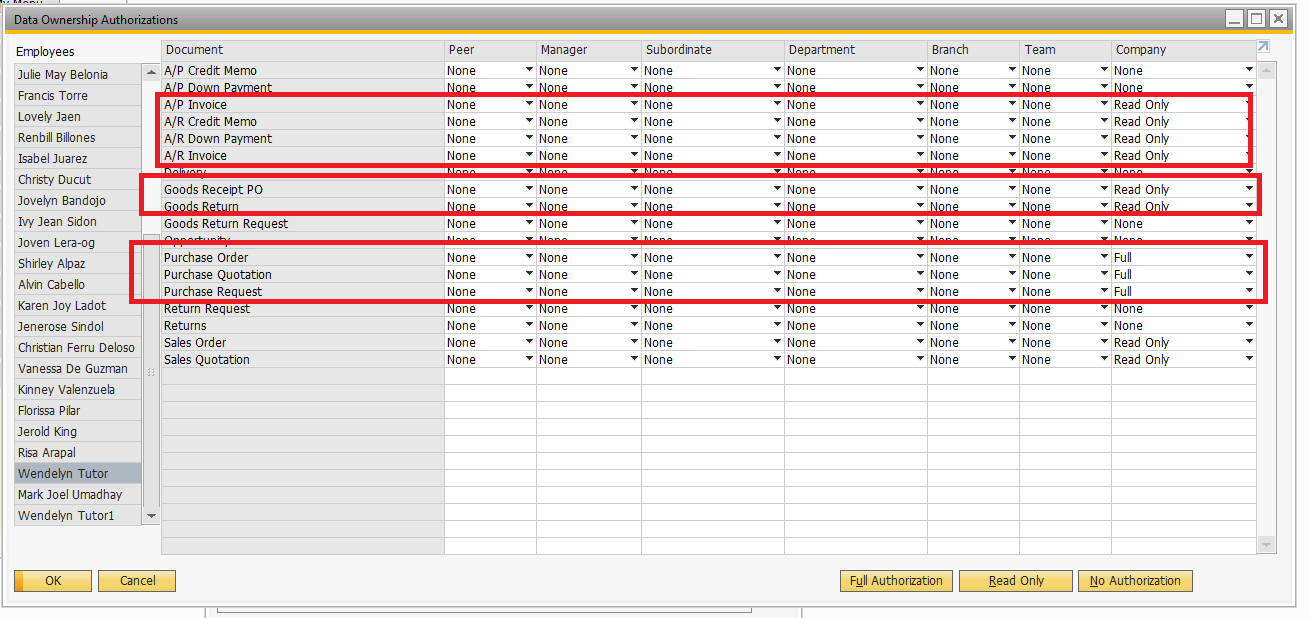 Data Ownership Authorizations
Employees
Julie May Belonia
Francis Torre
Lovely Jaen
Renbill Billones
Isabel Juarez
Christy Ducut
Jovelyn Bandojo
Ivy Jean Sidon
Joven Lera-og
Shirley Alpaz
Alvin Cabello
Karen Joy Ladot
Jenerose Sindol
Christian Ferru Deloso
Vanessa De Guzman
Kinney Valenzuela
Florissa Pilar
Jerold King
Risa Arapal
Wendelyn Tutor
Mark Joel Umadhay
Wendelyn Tutor1
Document Peer Manager Subordinate Department Branch Team Company
A/P Credit Memo None None None None None None None
A/P Down Payment None None None None None None None
A/P Invoice None None None None None None Read Only
A/R Credit Memo None None None None None None Read Only
A/R Down Payment None None None None None None Read Only
A/R Invoice None None None None None None Read Only
Delivery None None None None None None None
Goods Receipt PO None None None None None None Read Only
Goods Return None None None None None None Read Only
Goods Return Request None None None None None None None
Opportunity None None None None None None None
Purchase Order None None None None None None Full
Purchase Quotation None None None None None None Full
Purchase Request None None None None None None Full
Return Request None None None None None None None
Returns None None None None None None None
Sales Order None None None None None None Read Only
Sales Quotation None None None None None None Read Only
OK Cancel Full Authorization Read Only No Authorization